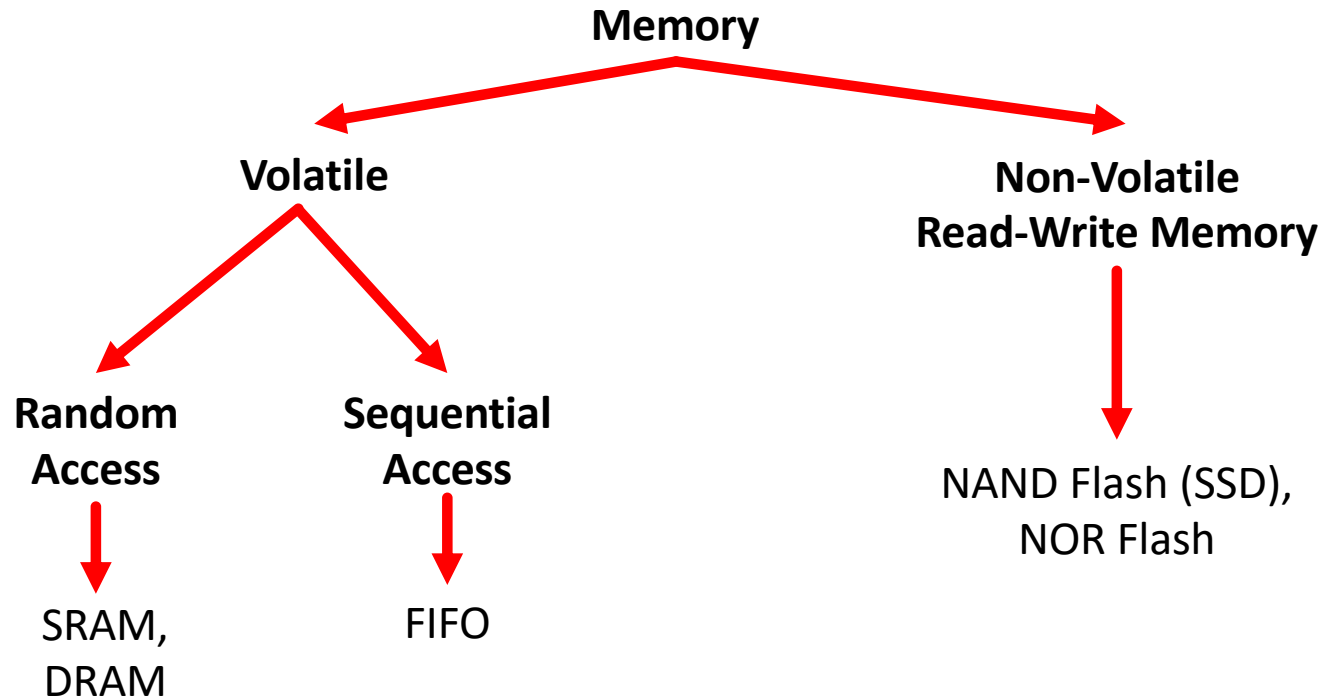 Memory
Volatile
Non-Volatile
Read-Write Memory
Random
Access
Sequential
Access
NAND Flash (SSD),
NOR Flash
SRAM,
DRAM
FIFO